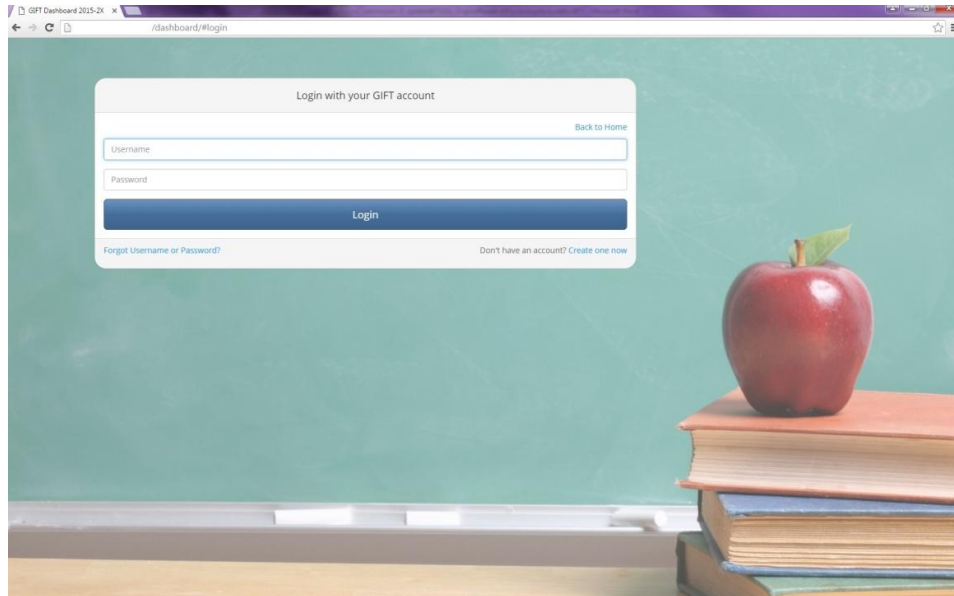 GIFT Dashboard 2015-2X
/dashboard/#login
Login with your GIFT account
Back to Home
Username
Password
Login
Forgot Username or Password?
Don't have an account? Create one now